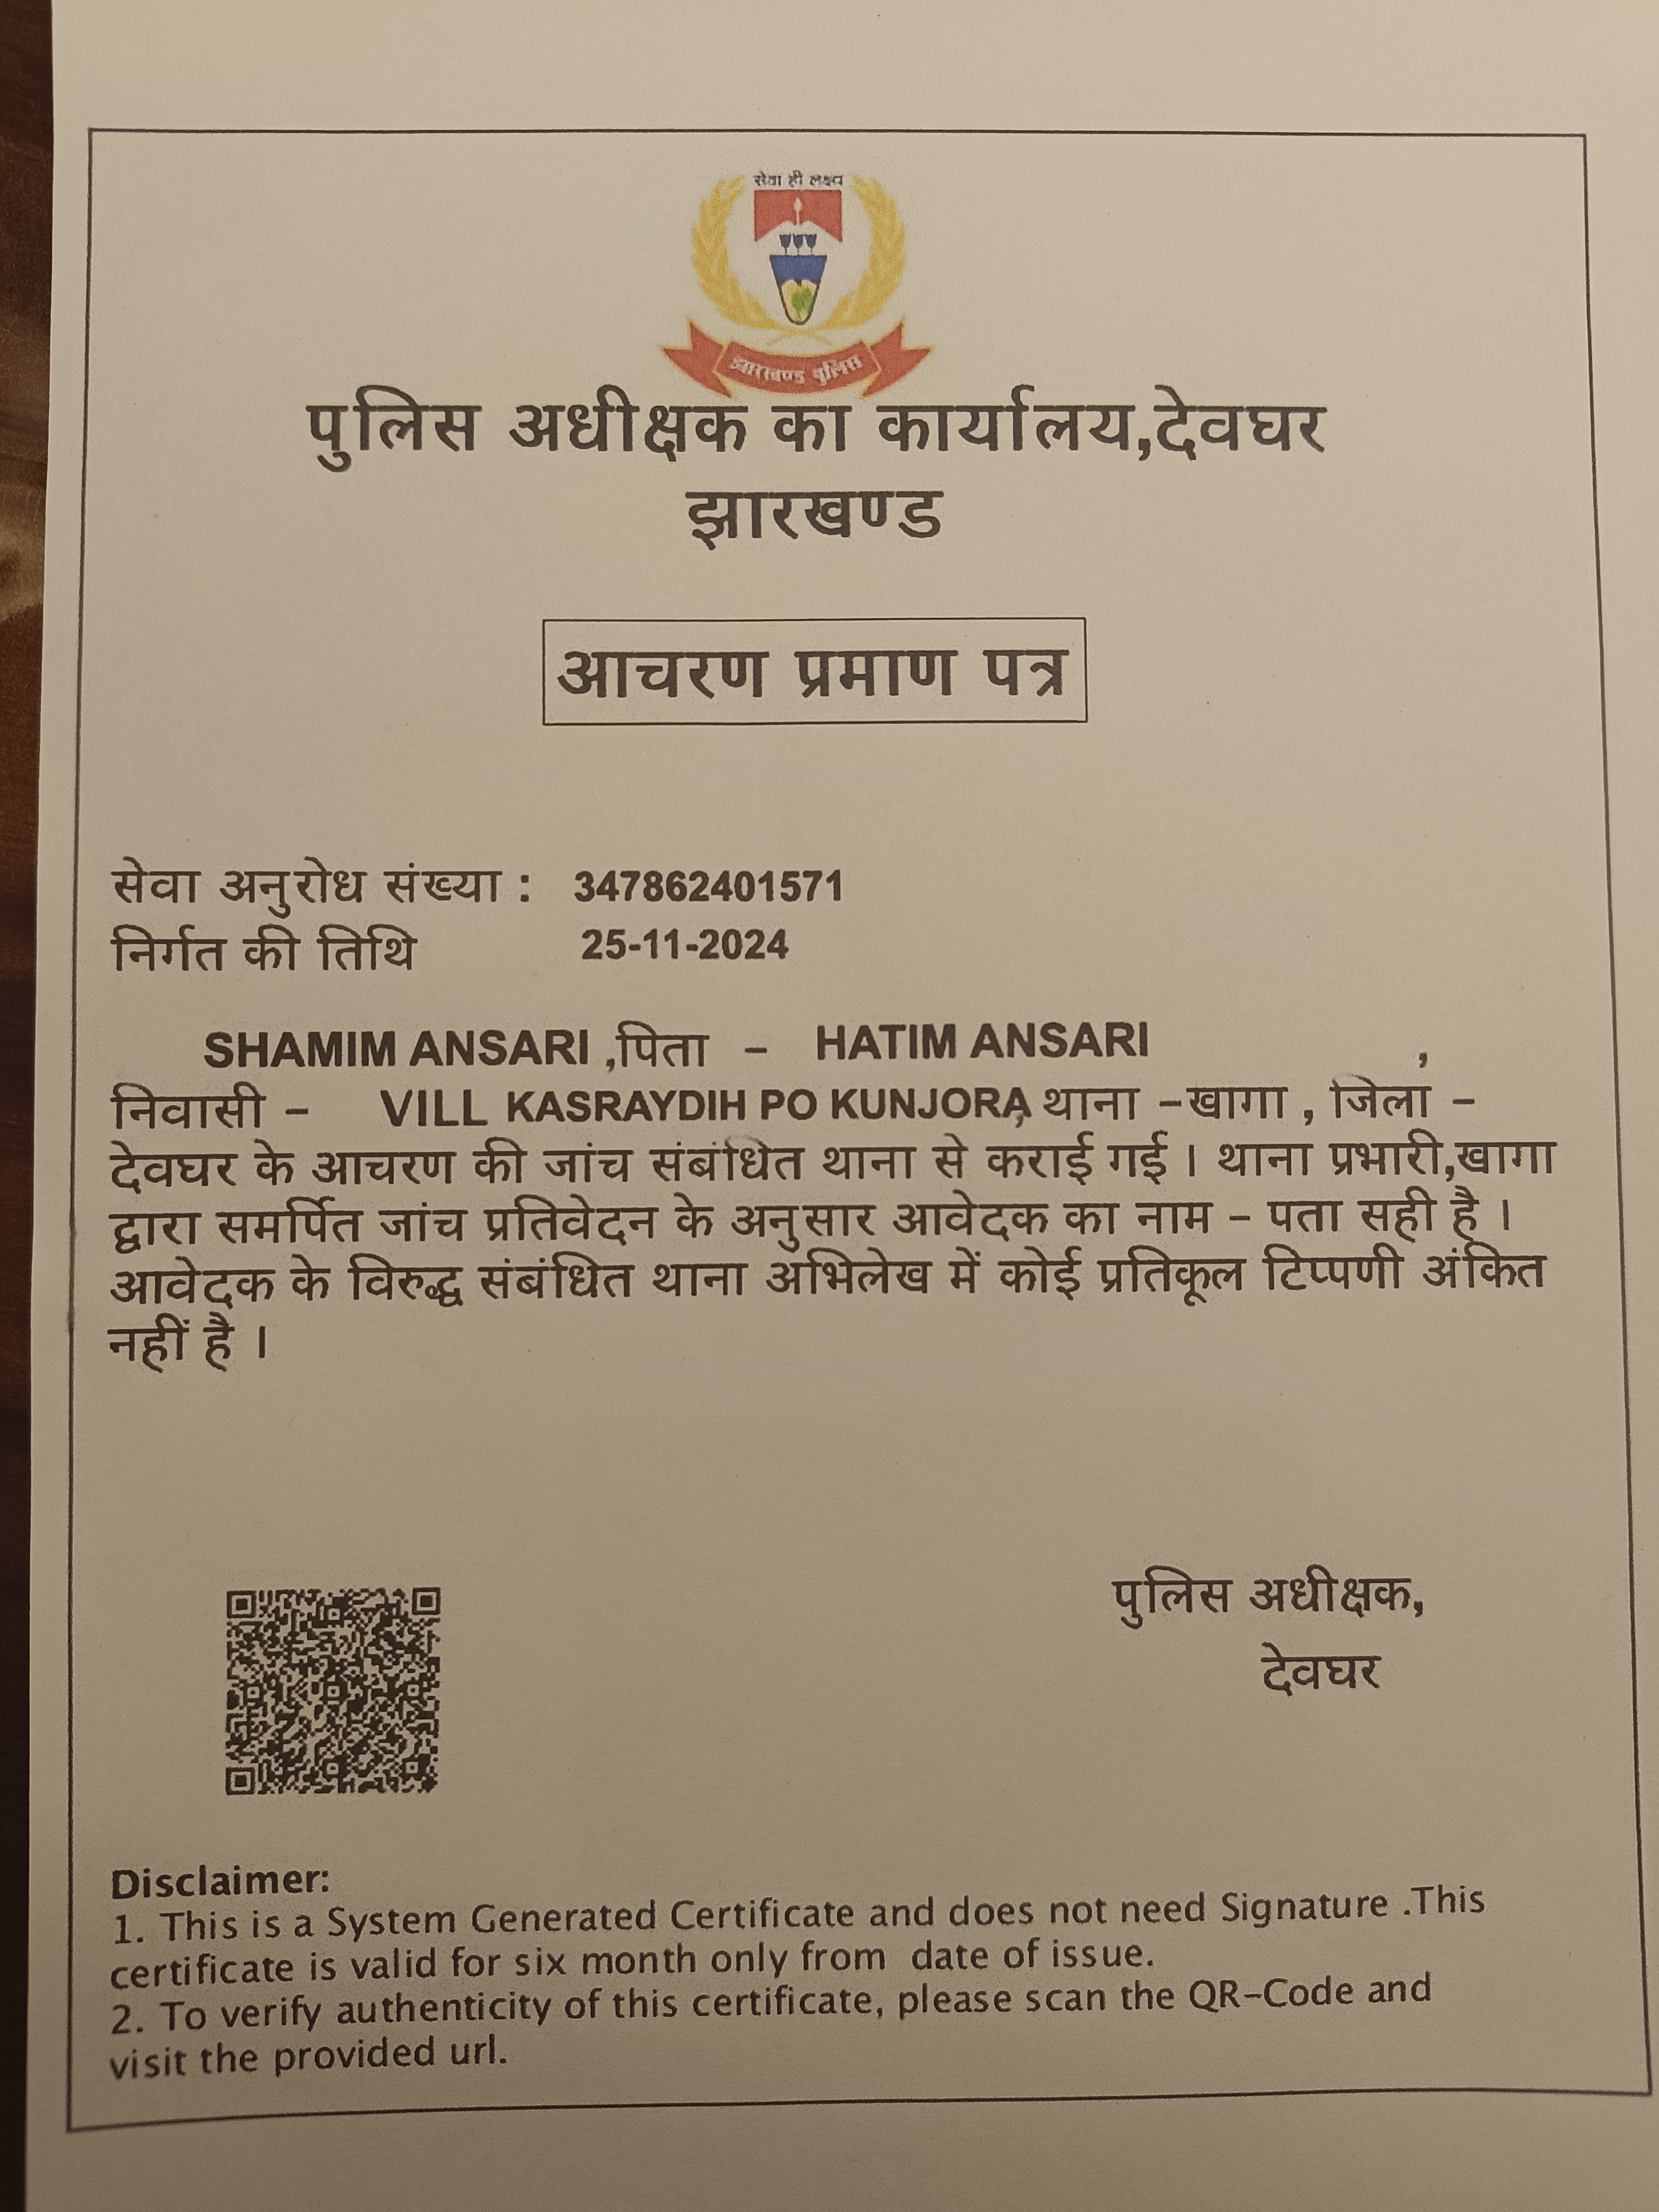 सेवा ही लक्ष्य
झारखण्ड पुलिस
पुलिस अधीक्षक का कार्यालय,देवघर
झारखण्ड
आचरण प्रमाण पत्र
सेवा अनुरोध संख्या : 347862401571
निर्गत की तिथि 25-11-2024
SHAMIM ANSARI ,पिता - HATIM ANSARI ,
निवासी - VILL KASRAYDIH PO KUNJORA, थाना -खागा , जिला -
देवघर के आचरण की जांच संबंधित थाना से कराई गई । थाना प्रभारी,खागा
द्वारा समर्पित जांच प्रतिवेदन के अनुसार आवेदक का नाम - पता सही है ।
आवेदक के विरुद्ध संबंधित थाना अभिलेख में कोई प्रतिकूल टिप्पणी अंकित
नहीं है ।
पुलिस अधीक्षक,
देवघर
Disclaimer:
1. This is a System Generated Certificate and does not need Signature .This
certificate is valid for six month only from date of issue.
2. To verify authenticity of this certificate, please scan the QR-Code and
visit the provided url.